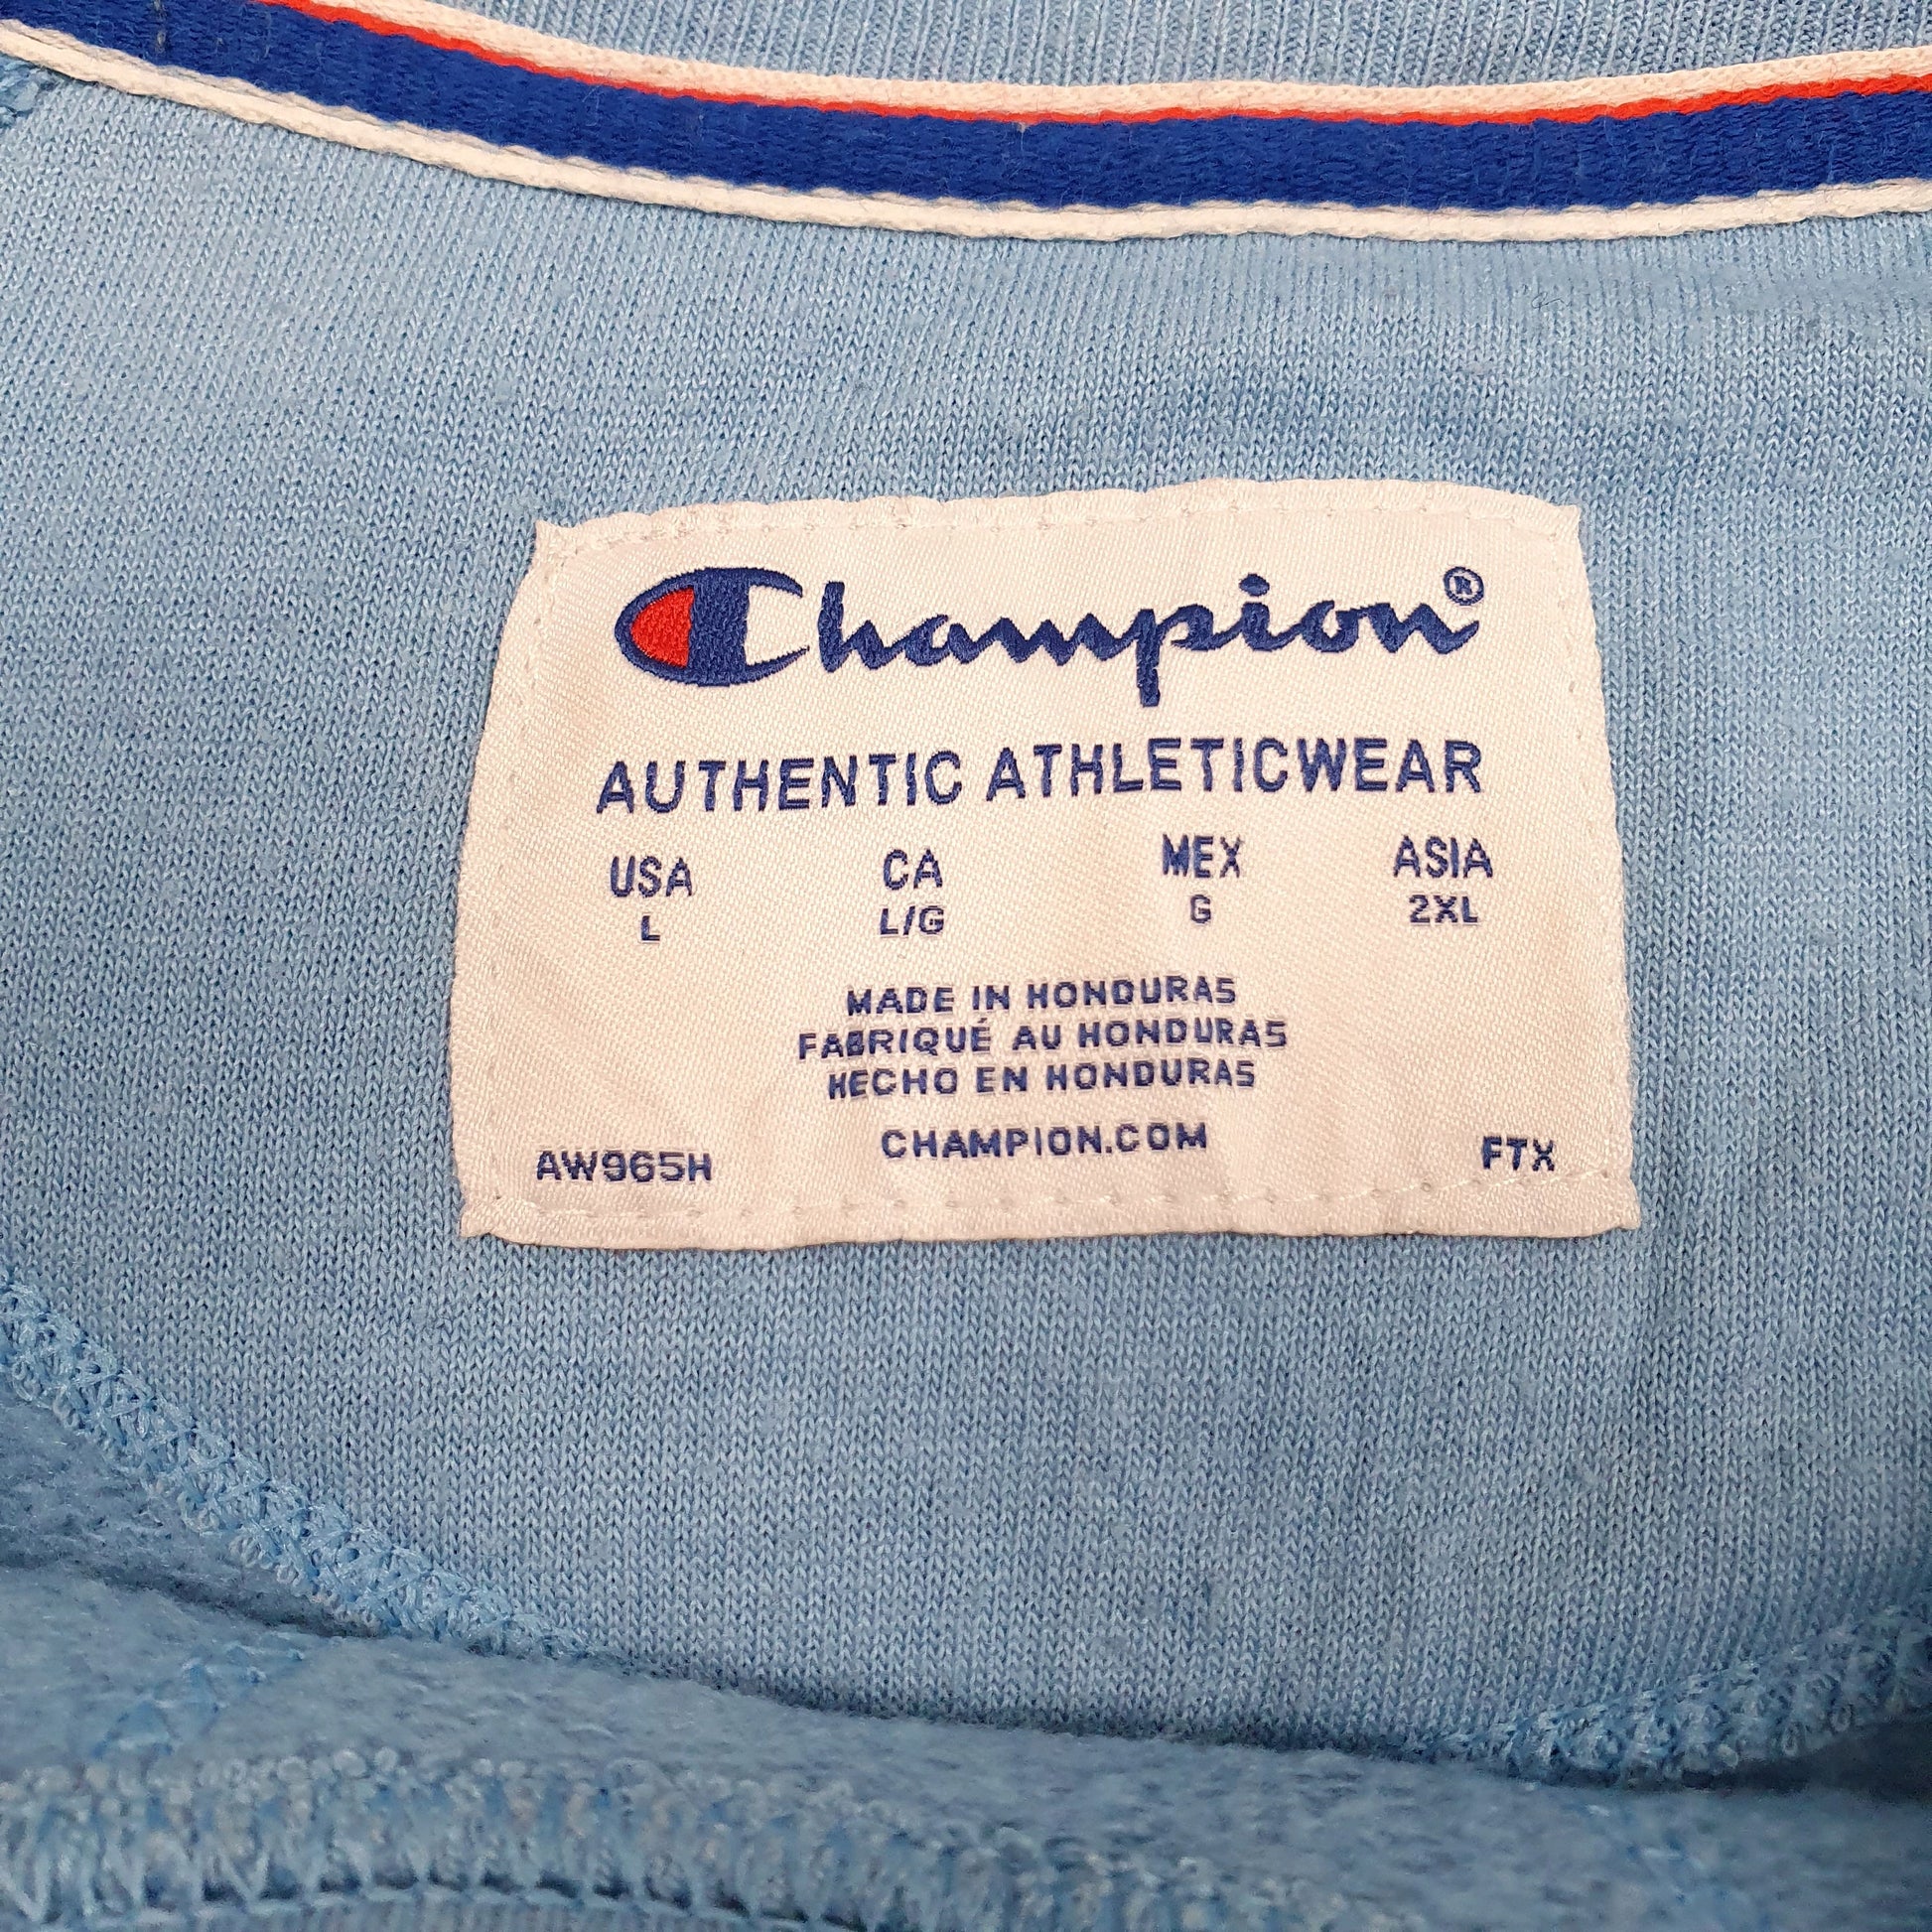 Champion®
AUTHENTIC ATHLETICWEAR
USA CA MEX ASIA
L L/G G 2XL
MADE IN HONDURAS
FABRIQUÉ AU HONDURAS
HECHO EN HONDURAS
CHAMPION.COM
AW965H FTX